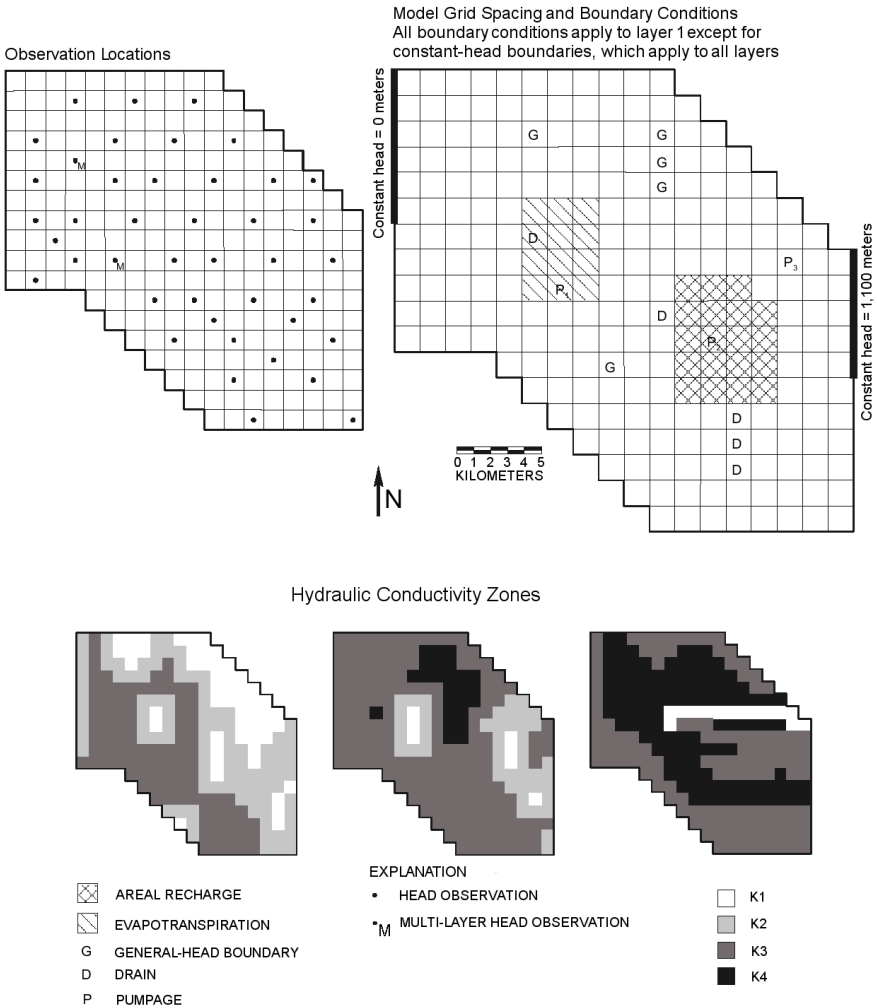 Model Grid Spacing and Boundary Conditions
All boundary conditions apply to layer 1 except for
constant-head boundaries, which apply to all layers
Observation Locations
Constant head = 0 meters
Constant head = 1,100 meters
M
M
G
G
G
G
D
P1
P3
D
P2
G
D
D
D
0 1 2 3 4 5
KILOMETERS
N
Hydraulic Conductivity Zones
EXPLANATION
AREAL RECHARGE
EVAPOTRANSPIRATION
G GENERAL-HEAD BOUNDARY
D DRAIN
P PUMPAGE
HEAD OBSERVATION
M MULTI-LAYER HEAD OBSERVATION
K1
K2
K3
K4